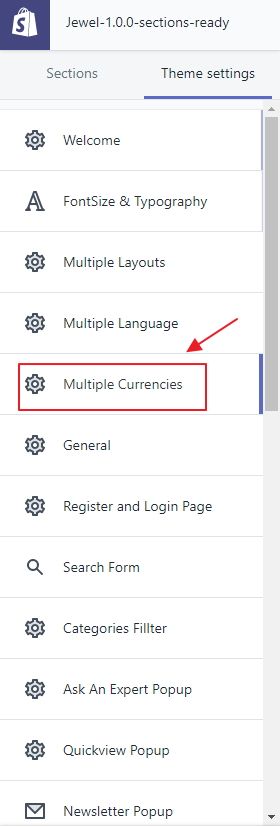 Jewel-1.0.0-sections-ready
Sections Theme settings
Welcome
FontSize & Typography
Multiple Layouts
Multiple Language
Multiple Currencies
General
Register and Login Page
Search Form
Categories Fillter
Ask An Expert Popup
Quickview Popup
Newsletter Popup